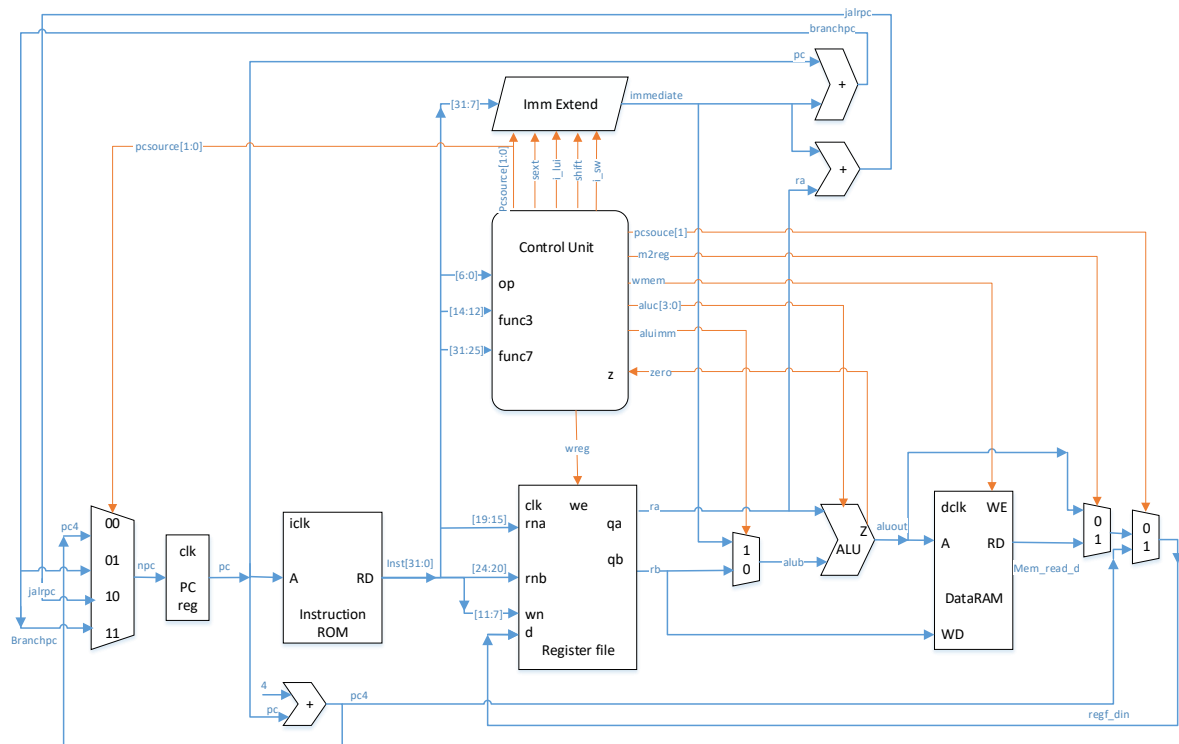 jalrpc
branchpc
pc
+
[31:7]
Imm Extend
immediate
pcsource[1:0]
Pcsource[1:0]
sext
i_lui
shift
i_sw
+
ra
Control Unit
pcsouce[1]
m2reg
wmem
aluc[3:0]
aluimm
zero
[6:0]
op
[14:12]
func3
[31:25]
func7
z
wreg
pc4
00
01
10
11
jalrpc
Branchpc
npc
clk
PC
reg
pc
iclk
A
RD
Instruction
ROM
Inst[31:0]
[19:15]
[24:20]
[11:7]
clk
we
rna
qa
qb
rnb
wn
d
Register file
ra
rb
1
0
alub
Z
ALU
aluout
dclk
WE
A
RD
DataRAM
WD
Mem_read_d
0
1
0
1
4
pc
+
pc4
regf_din